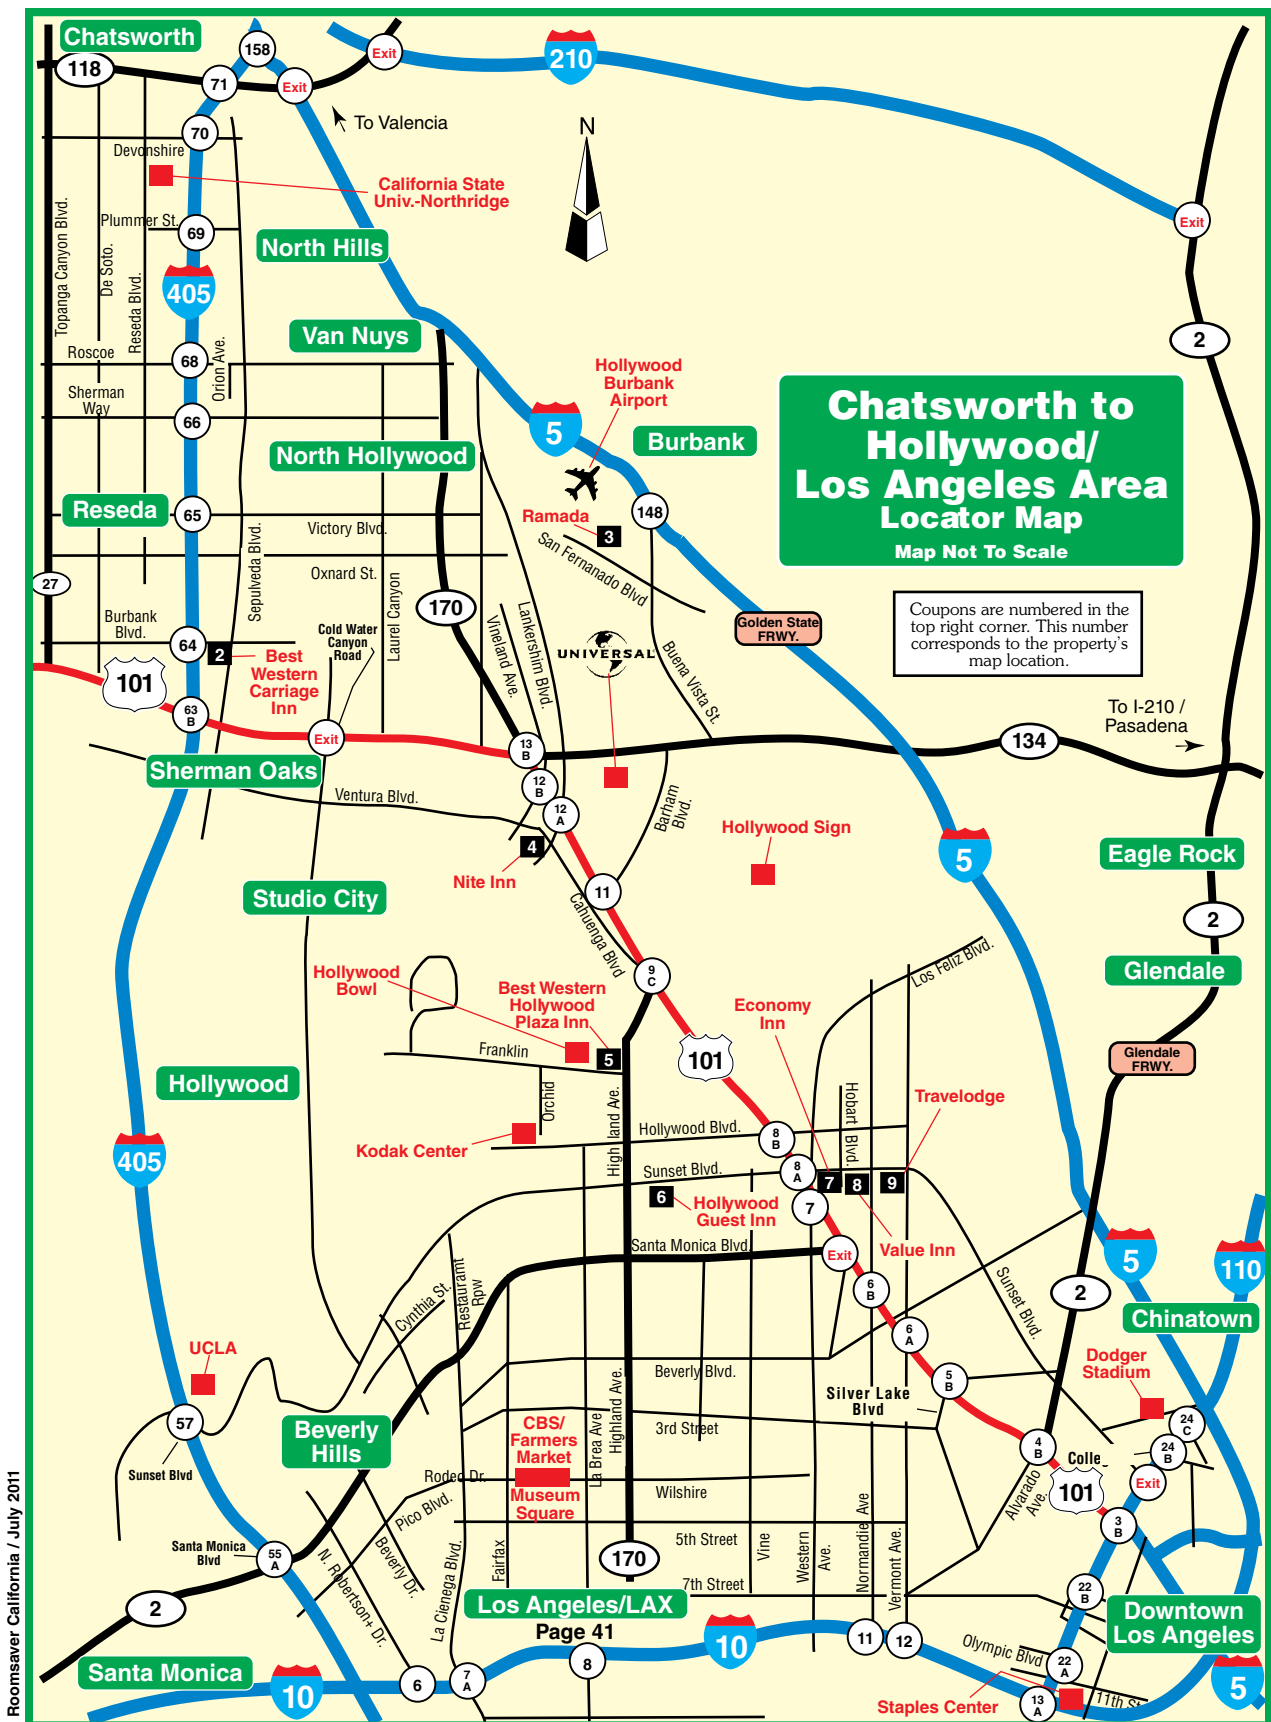 Chatsworth
118
158
71
Exit
Exit
210
70
To Valencia
N
Devonshire
California State
Univ.-Northridge
Topanga Canyon Blvd.
De Soto.
Reseda Blvd.
Plummer St.
69
Exit
North Hills
405
2
Van Nuys
Roscoe
68
Orion Ave.
Sherman
Way
66
Hollywood
Burbank
Airport
5
Burbank
Chatsworth to
Hollywood/
Los Angeles Area
Locator Map
Map Not To Scale
North Hollywood
Reseda
65
Victory Blvd.
Ramada
3
148
San Fernanado Blvd
Sepulveda Blvd.
Oxnard St.
Laurel Canyon
27
170
Lankershim Blvd.
Vineland Ave.
Golden State
FRWY.
Coupons are numbered in the
top right corner. This number
corresponds to the property's
map location.
Burbank
Blvd.
64
2
Best
Western
Carriage
Inn
Cold Water
Canyon
Road
UNIVERSAL
Buena Vista St.
101
63
B
Exit
13
B
To I-210 /
Pasadena
134
Sherman Oaks
12
B
12
A
Ventura Blvd.
Barham
Blvd.
Hollywood Sign
4
Nite Inn
5
Eagle Rock
Studio City
11
2
Cahuenga Blvd
Los Feliz Blvd.
Hollywood
Bowl
9
C
Glendale
Best Western
Hollywood
Plaza Inn
Economy
Inn
Franklin
5
101
Glendale
FRWY.
Hollywood
Orchid
High land Ave.
Hobart Blvd.
Travelodge
Kodak Center
Hollywood Blvd.
8
B
405
Sunset Blvd.
8
A
7
8
9
6
Hollywood
Guest Inn
7
Value Inn
Santa Monica Blvd.
Exit
5
110
Restauramt
Rpw
Cynthia St.
6
B
Sunset Blvd.
2
Chinatown
6
A
UCLA
Beverly Blvd.
Dodger
Stadium
5
B
Silver Lake
Blvd
57
Sunset Blvd
Beverly
Hills
CBS/
Farmers
Market
La Brea Ave
Highland Ave.
3rd Street
24
C
4
B
24
B
Rodeo Dr.
Museum
Square
Wilshire
101
Exit
Alvarado
Ave.
Pico Blvd.
3
B
Santa Monica
Blvd
55
A
N. Robertson+ Dr.
Beverly Dr.
La Cienega Blvd.
Fairfax
170
5th Street
Vine
Western
Ave.
Normandie Ave
Vermont Ave.
7th Street
2
Los Angeles/LAX
Page 41
22
B
Downtown
Los Angeles
Santa Monica
10
6
7
A
8
10
11
12
Olympic Blvd
22
A
5
Staples Center
13
A
11th St
Roomsaver California / July 2011